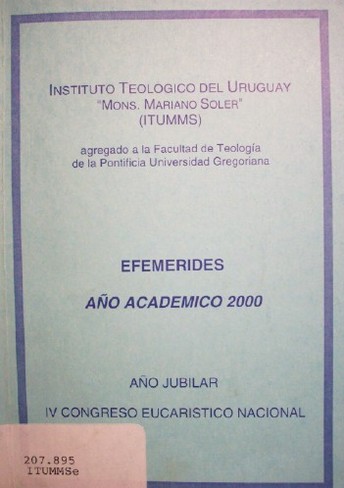 INSTITUTO TEOLOGICO DEL URUGUAY
"MONS. MARIANO SOLER"
(ITUMMS)
agregado a la Facultad de Teología
de la Pontificia Universidad Gregoriana
EFEMERIDES
AÑO ACADEMICO 2000
AÑO JUBILAR
IV CONGRESO EUCARISTICO NACIONAL
207.895
ITUMMSe